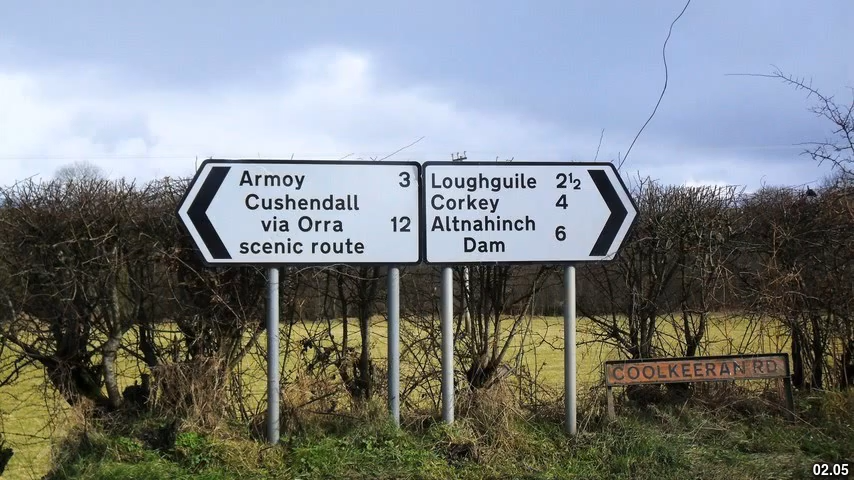 Armoy 3
Cushendall
via Orra 12
scenic route
Loughguile 2½
Corkey 4
Altnahinch
Dam 6
COOLKEERAN RD
02.05